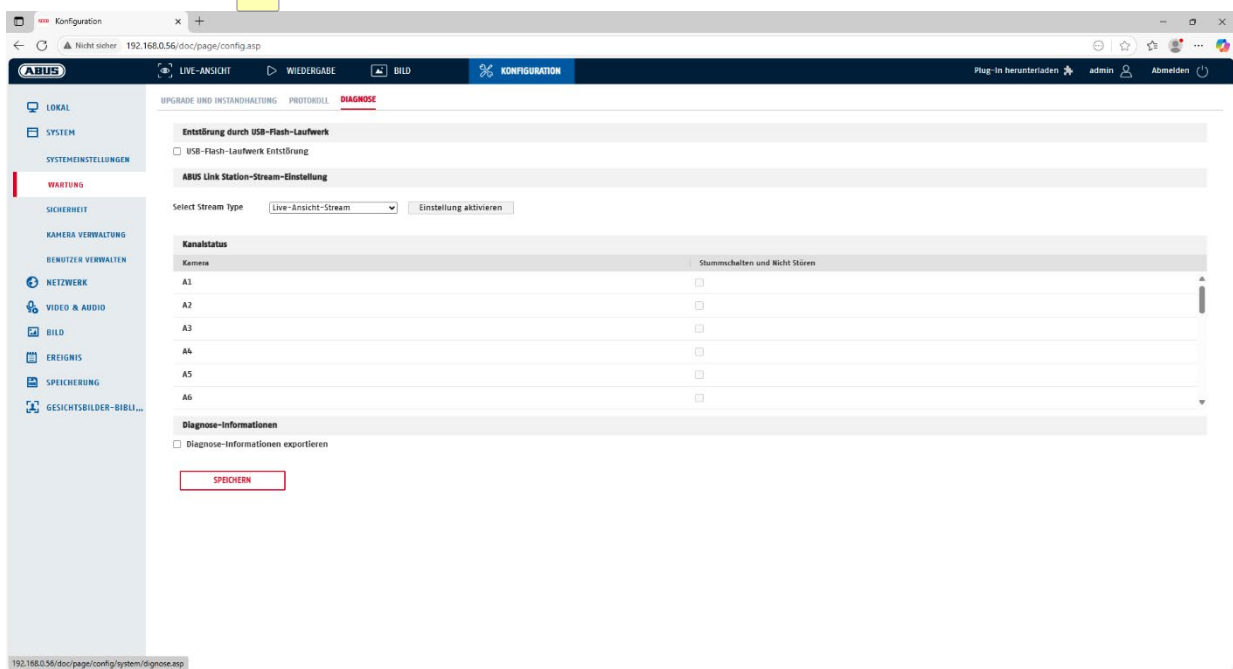 Konfiguration
Nicht sicher 192.168.0.56/doc/page/config.asp
ABUS LIVE-ANSICHT WIEDERGABE BILD KONFIGURATION Plug-In herunterladen admin Abmelden
UPGRADE UND INSTANDHALTUNG PROTOKOLL DIAGNOSE
LOKAL
SYSTEM
SYSTEMEINSTELLUNGEN
WARTUNG
SICHERHEIT
KAMERA VERWALTUNG
BENUTZER VERWALTEN
NETZWERK
VIDEO & AUDIO
BILD
EREIGNIS
SPEICHERUNG
GESICHTSBILDER-BIBLI...
Entstörung durch USB-Flash-Laufwerk
USB-Flash-Laufwerk Entstörung
ABUS Link Station-Stream-Einstellung
Select Stream Type Live-Ansicht-Stream Einstellung aktivieren
Kanalstatus
Kamera Stummschalten und Nicht Stören
A1
A2
A3
A4
A5
A6
Diagnose-Informationen
Diagnose-Informationen exportieren
SPEICHERN
192.168.0.56/doc/page/config/system/dignose.asp